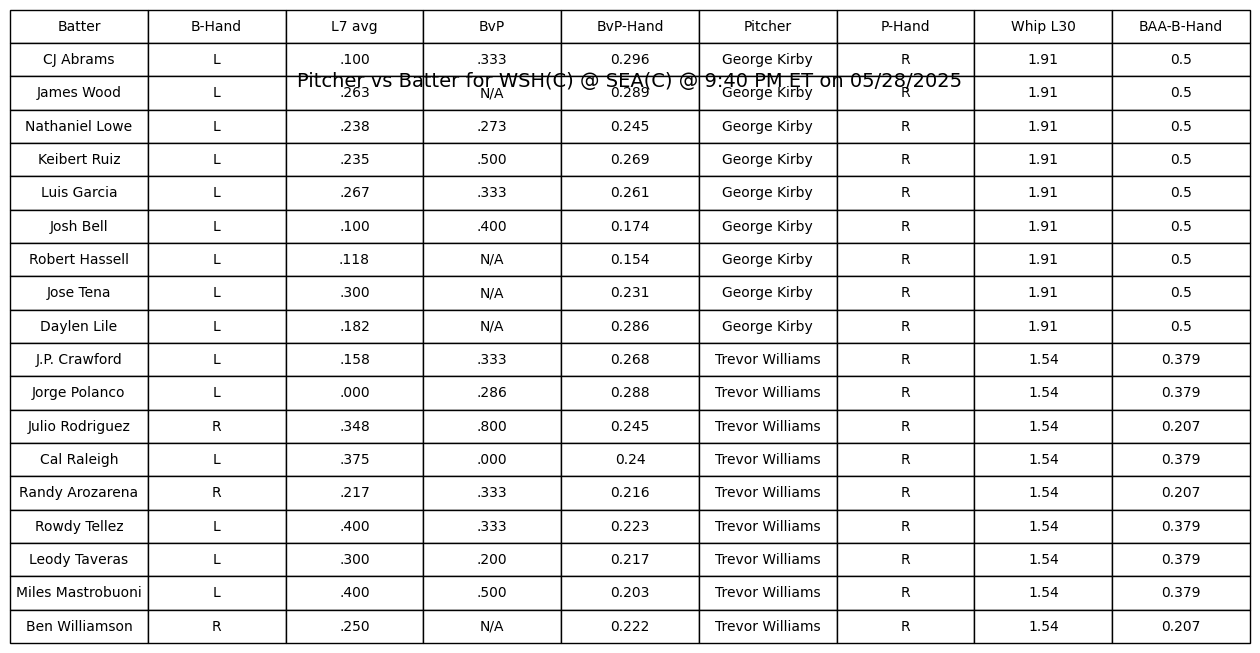 Batter B-Hand L7 avg BvP BvP-Hand Pitcher P-Hand Whip L30 BAA-B-Hand
CJ Abrams L .100 .333 0.296 George Kirby R 1.91 0.5
Pitcher vs Batter for WSH(C) @ SEA(C) @ 9:40 PM ET on 05/28/2025
James Wood L .263 N/A 0.289 George Kirby R 1.91 0.5
Nathaniel Lowe L .238 .273 0.245 George Kirby R 1.91 0.5
Keibert Ruiz L .235 .500 0.269 George Kirby R 1.91 0.5
Luis Garcia L .267 .333 0.261 George Kirby R 1.91 0.5
Josh Bell L .100 .400 0.174 George Kirby R 1.91 0.5
Robert Hassell L .118 N/A 0.154 George Kirby R 1.91 0.5
Jose Tena L .300 N/A 0.231 George Kirby R 1.91 0.5
Daylen Lile L .182 N/A 0.286 George Kirby R 1.91 0.5
J.P. Crawford L .158 .333 0.268 Trevor Williams R 1.54 0.379
Jorge Polanco L .000 .286 0.288 Trevor Williams R 1.54 0.379
Julio Rodriguez R .348 .800 0.245 Trevor Williams R 1.54 0.207
Cal Raleigh L .375 .000 0.24 Trevor Williams R 1.54 0.379
Randy Arozarena R .217 .333 0.216 Trevor Williams R 1.54 0.207
Rowdy Tellez L .400 .333 0.223 Trevor Williams R 1.54 0.379
Leody Taveras L .300 .200 0.217 Trevor Williams R 1.54 0.379
Miles Mastrobuoni L .400 .500 0.203 Trevor Williams R 1.54 0.379
Ben Williamson R .250 N/A 0.222 Trevor Williams R 1.54 0.207